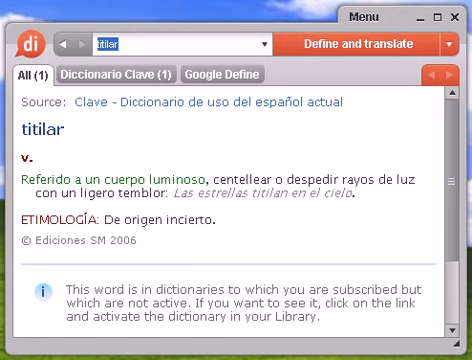 Menu
di
titilar
Define and translate
All (1)
Diccionario Clave (1)
Google Define
Source: Clave - Diccionario de uso del español actual
titilar
v.
Referido a un cuerpo luminoso, centellear o despedir rayos de luz
con un ligero temblor: Las estrellas titilan en el cielo.
ETIMOLOGÍA: De origen incierto.
© Ediciones SM 2006
i
This word is in dictionaries to which you are subscribed but
which are not active. If you want to see it, click on the link
and activate the dictionary in your Library.